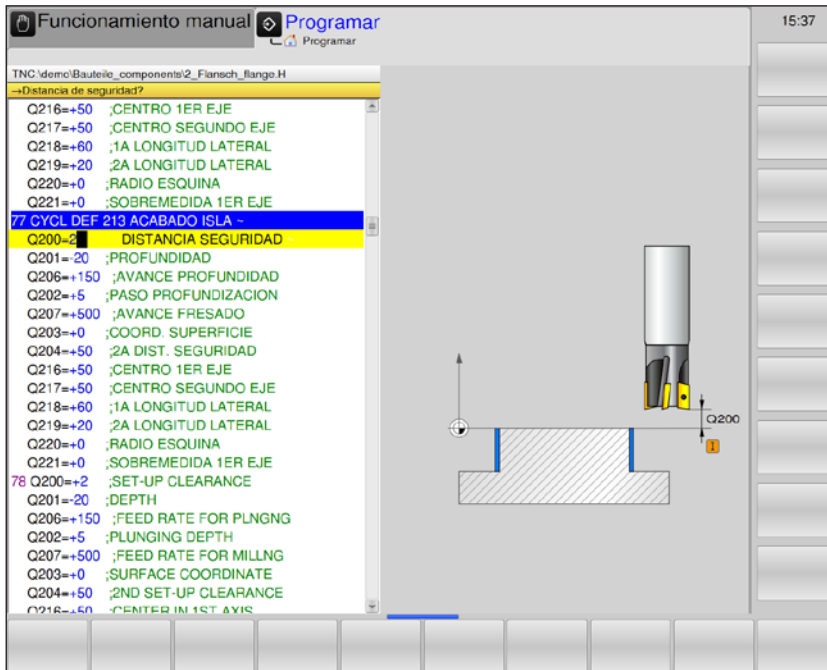 Funcionamiento manual
Programar
Programar
15:37
TNC:\demo\Bauteile_components\2_Flansch_flange.H
→Distancia de seguridad?
Q216=+50 ;CENTRO 1ER EJE
Q217=+50 ;CENTRO SEGUNDO EJE
Q218=+60 ;1A LONGITUD LATERAL
Q219=+20 ;2A LONGITUD LATERAL
Q220=+0 ;RADIO ESQUINA
Q221=+0 ;SOBREMEDIDA 1ER EJE
77 CYCL DEF 213 ACABADO ISLA ~
Q200=2 DISTANCIA SEGURIDAD
Q201=-20 ;PROFUNDIDAD
Q206=+150 ;AVANCE PROFUNDIDAD
Q202=+5 ;PASO PROFUNDIZACION
Q207=+500 ;AVANCE FRESADO
Q203=+0 ;COORD. SUPERFICIE
Q204=+50 ;2A DIST. SEGURIDAD
Q216=+50 ;CENTRO 1ER EJE
Q217=+50 ;CENTRO SEGUNDO EJE
Q218=+60 ;1A LONGITUD LATERAL
Q219=+20 ;2A LONGITUD LATERAL
Q220=+0 ;RADIO ESQUINA
Q221=+0 ;SOBREMEDIDA 1ER EJE
78 Q200=+2 ;SET-UP CLEARANCE
Q201=-20 ;DEPTH
Q206=+150 ;FEED RATE FOR PLNGNG
Q202=+5 ;PLUNGING DEPTH
Q207=+500 ;FEED RATE FOR MILLNG
Q203=+0 ;SURFACE COORDINATE
Q204=+50 ;2ND SET-UP CLEARANCE
Q216=+50 ;CENTER IN 1ST AXIS
Q200
I